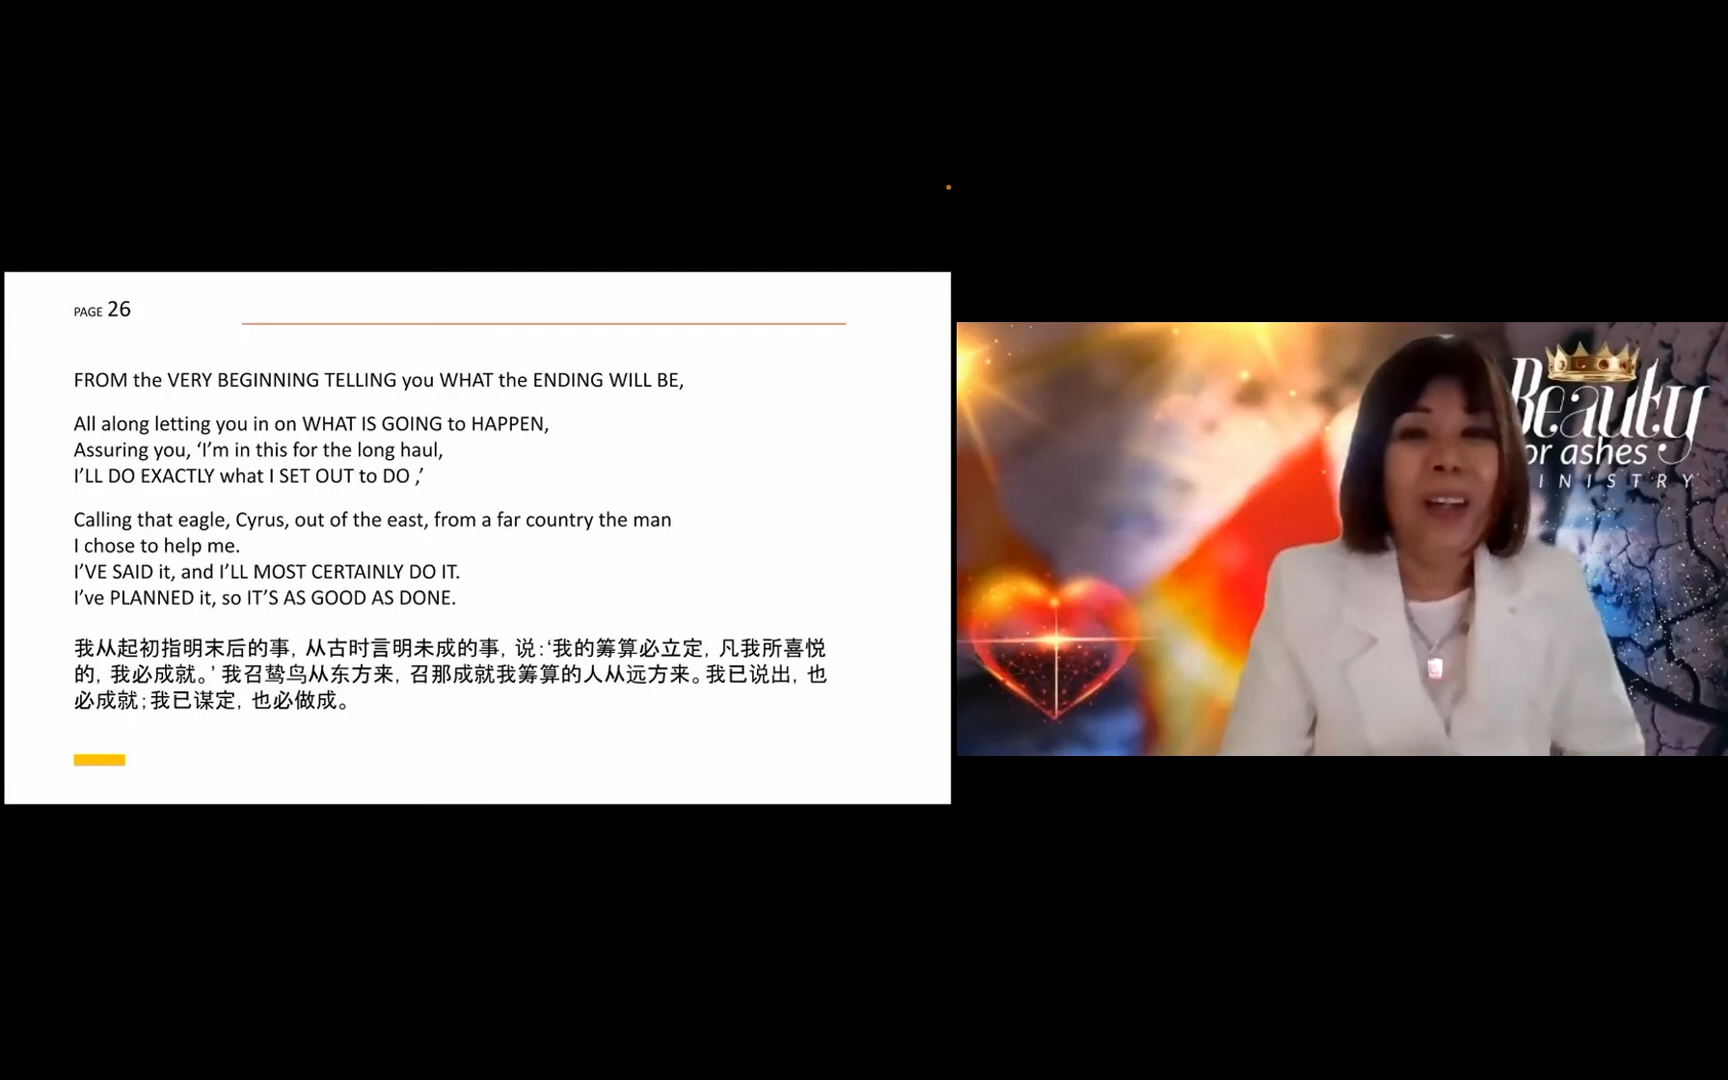 PAGE 26
FROM the VERY BEGINNING TELLING you WHAT the ENDING WILL BE,
All along letting you in on WHAT IS GOING to HAPPEN,
Assuring you, ‘I’m in this for the long haul,
I’LL DO EXACTLY what I SET OUT to DO ,’
Calling that eagle, Cyrus, out of the east, from a far country the man
I chose to help me.
I’VE SAID it, and I’LL MOST CERTAINLY DO IT.
I’ve PLANNED it, so IT’S AS GOOD AS DONE.
我从起初指明末后的事, 从古时言明未成的事, 说:‘我的筹算必立定, 凡我所喜悦
的, 我必成就。’ 我召鸷鸟从东方来, 召那成就我筹算的人从远方来。我已说出, 也
必成就;我已谋定, 也必做成。
Beauty
or ashes
INISTRY